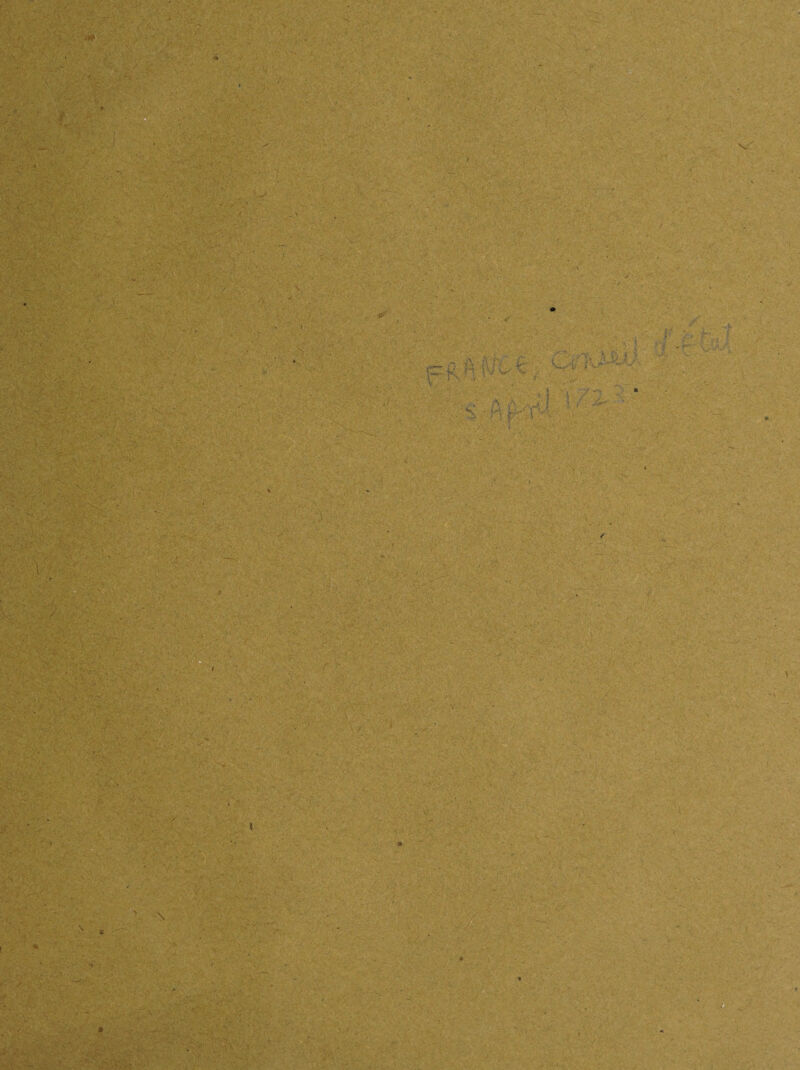 FRANCE, Conseil d'état
5 April 1723.